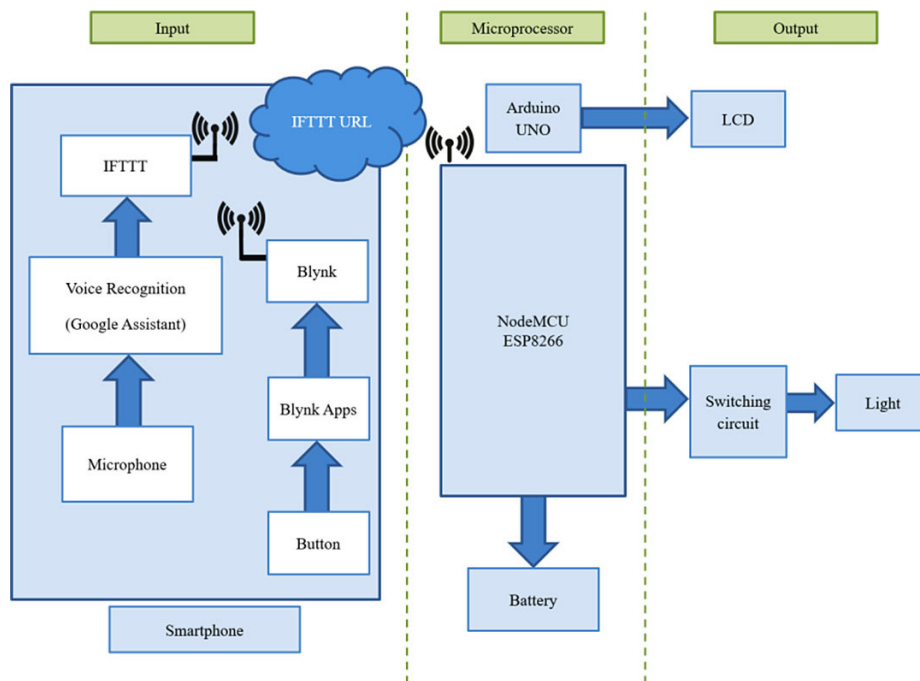 Input
Microprocessor
Output
IFTTT URL
Arduino
UNO
LCD
IFTTT
Voice Recognition
(Google Assistant)
Blynk
NodeMCU
ESP8266
Blynk Apps
Switching
circuit
Light
Microphone
Button
Battery
Smartphone